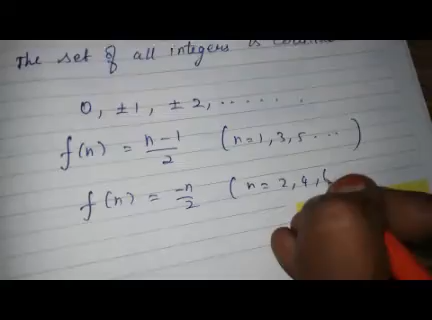 The set of all integers is
0, ±1, ±2, .......
f(n) = n-1/2 (n=1,3,5...)
f(n) = -n/2 (n = 2,4,